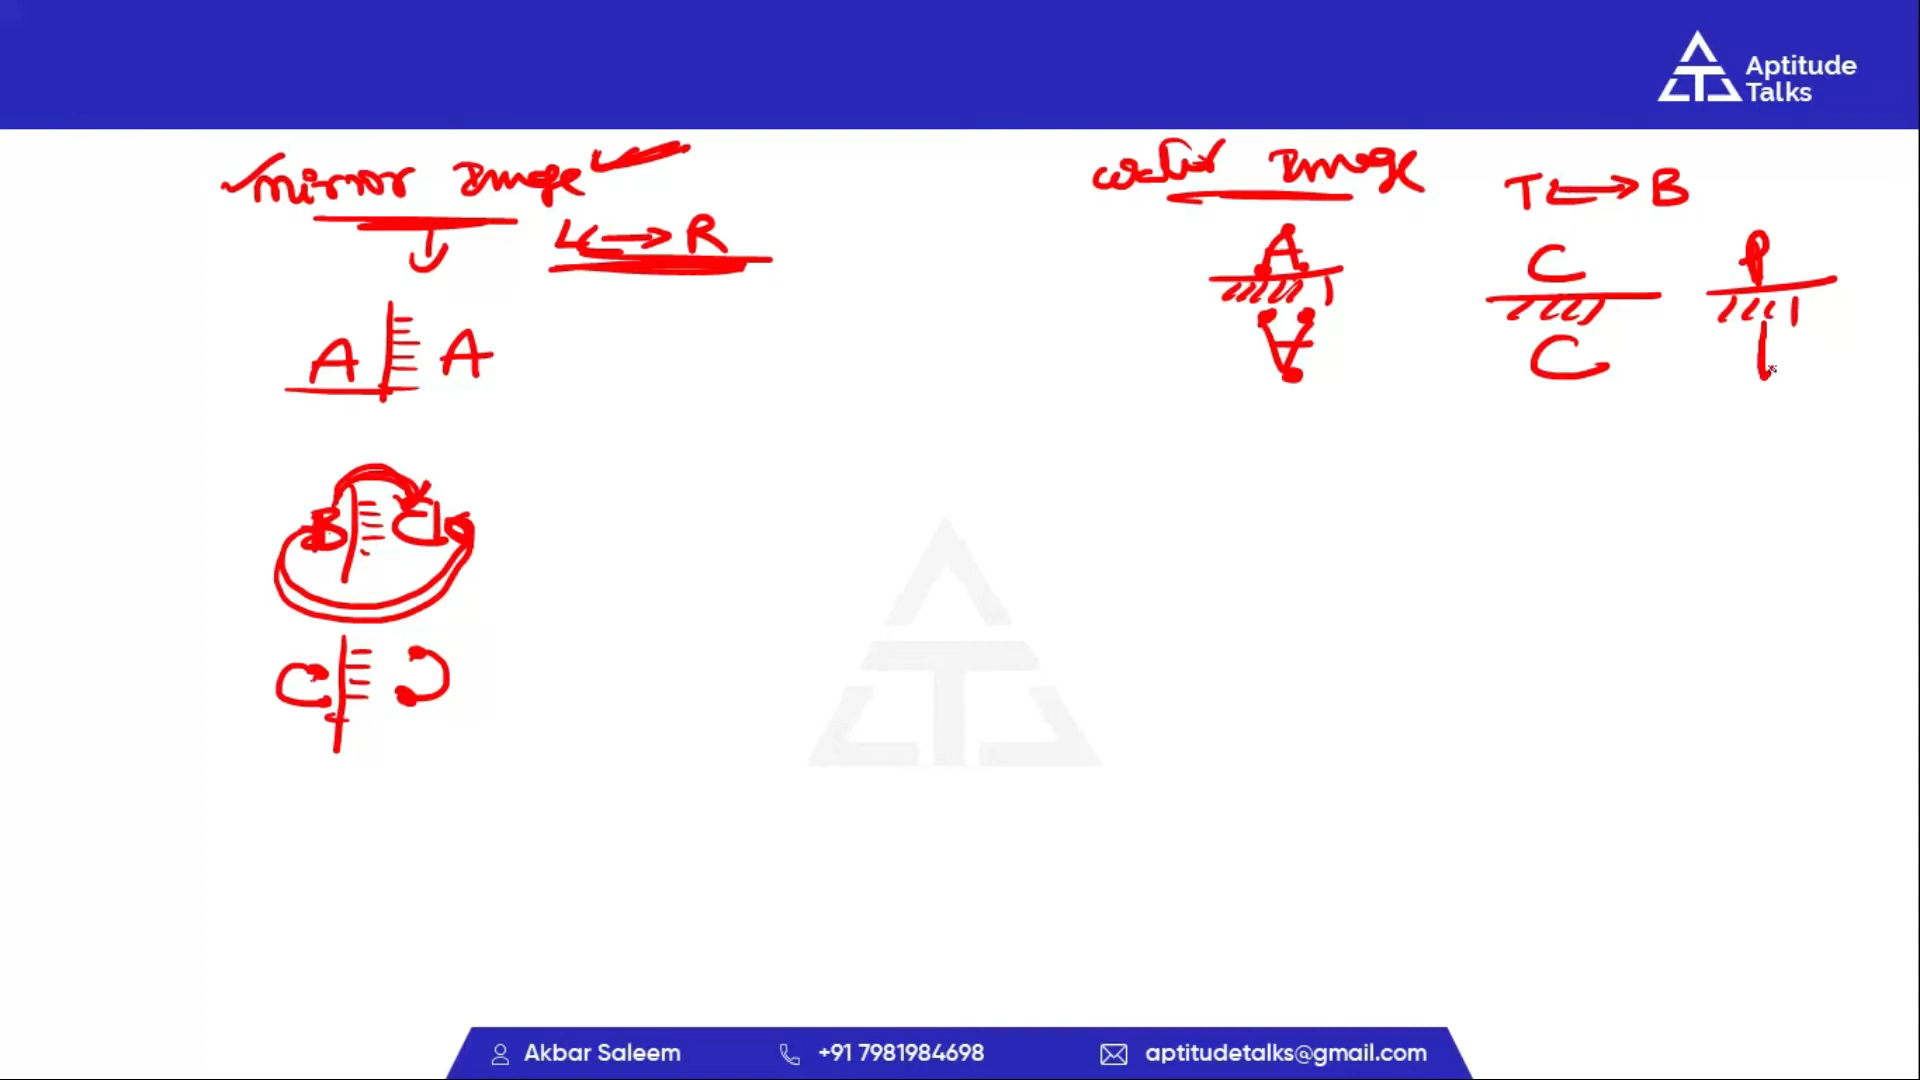 Aptitude
Talks
Mirror Image
L ↔ R
A A
B
C
water Image
T ↔ B
A C P
C
Akbar Saleem
+91 7981984698
aptitudetalks@gmail.com